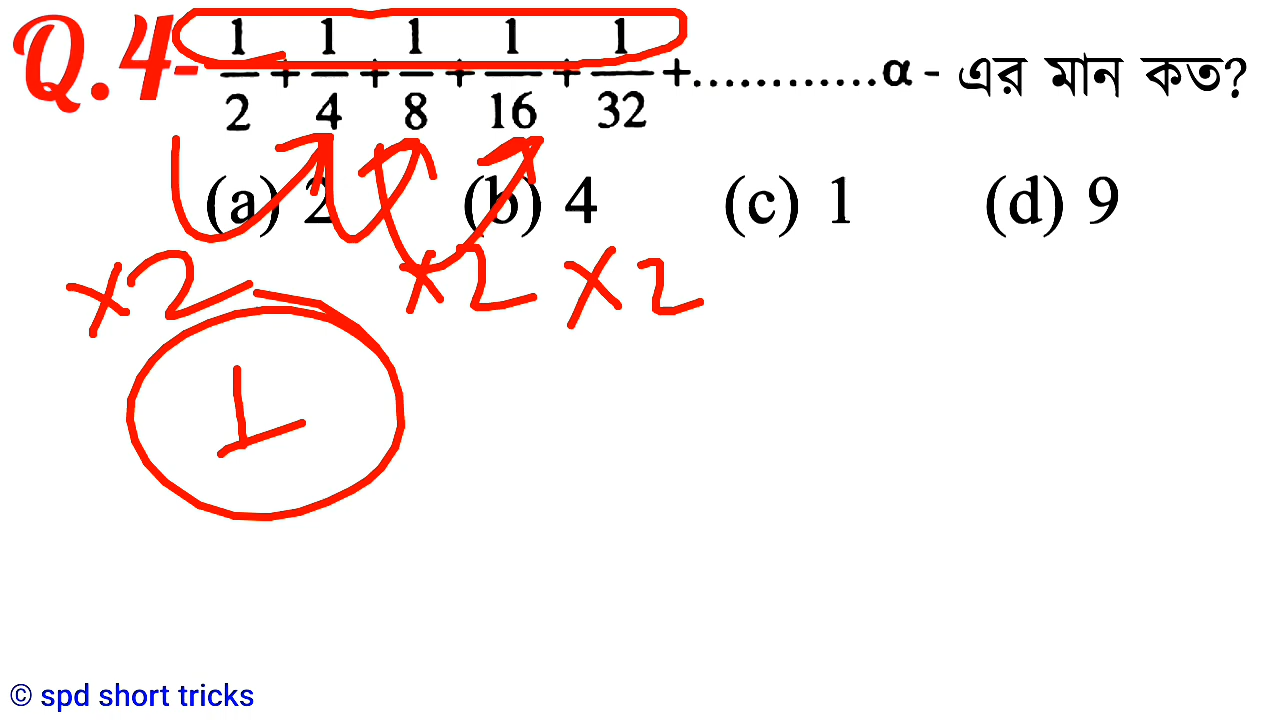 Q.4- 1/2 + 1/4 + 1/8 + 1/16 + 1/32 +............α - এর মান কত?
(a) 2 (b) 4 (c) 1 (d) 9
×2 ×2 ×2
1
© spd short tricks